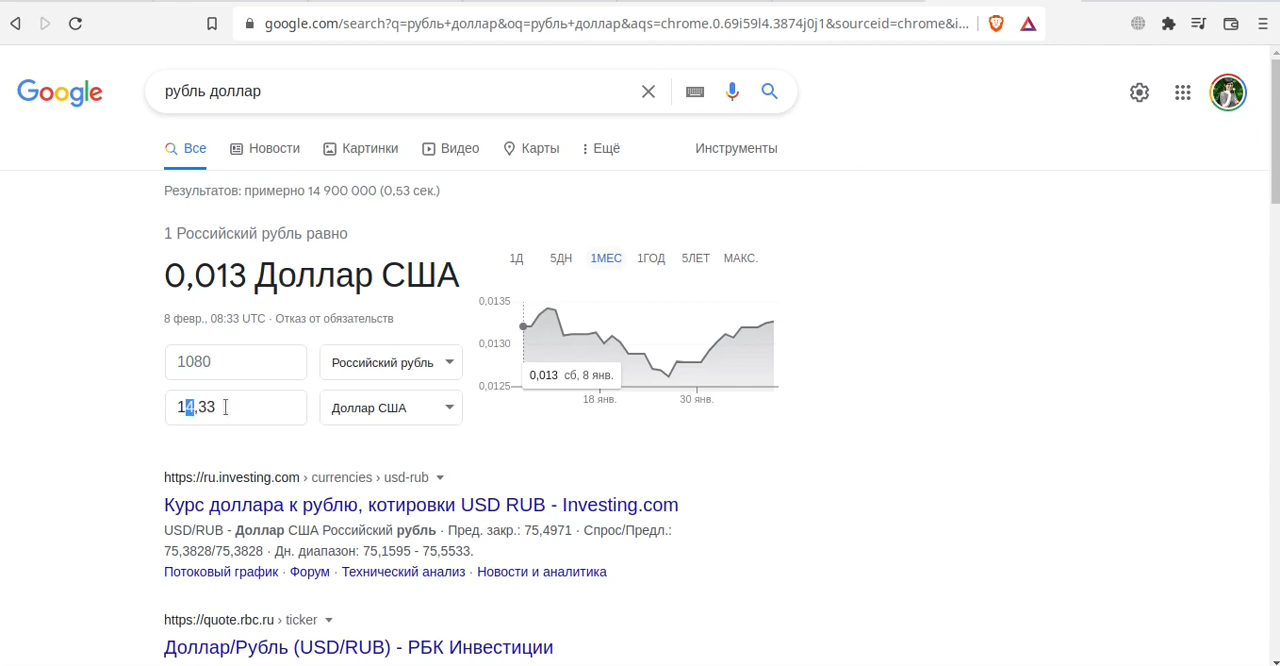 google.com/search?q=рубль+доллар&oq=рубль+доллар&aqs=chrome.0.69i59l4.3874j0j1&sourceid=chrome&i...
Google
рубль доллар
Все Новости Картинки Видео Карты Ещё Инструменты
Результатов: примерно 14 900 000 (0,53 сек.)
1 Российский рубль равно
0,013 Доллар США
8 февр., 08:33 UTC · Отказ от обязательств
1080 Российский рубль
14,33 Доллар США
1Д 5ДН 1МЕС 1ГОД 5ЛЕТ МАКС.
0,0135
0,0130
0,0125
0,013 сб, 8 янв.
18 янв. 30 янв.
https://ru.investing.com › currencies › usd-rub
Курс доллара к рублю, котировки USD RUB - Investing.com
USD/RUB - Доллар США Российский рубль · Пред. закр.: 75,4971 · Спрос/Предл.:
75,3828/75,3828 · Дн. диапазон: 75,1595 - 75,5533.
Потоковый график · Форум · Технический анализ · Новости и аналитика
https://quote.rbc.ru › ticker
Доллар/Рубль (USD/RUB) - РБК Инвестиции